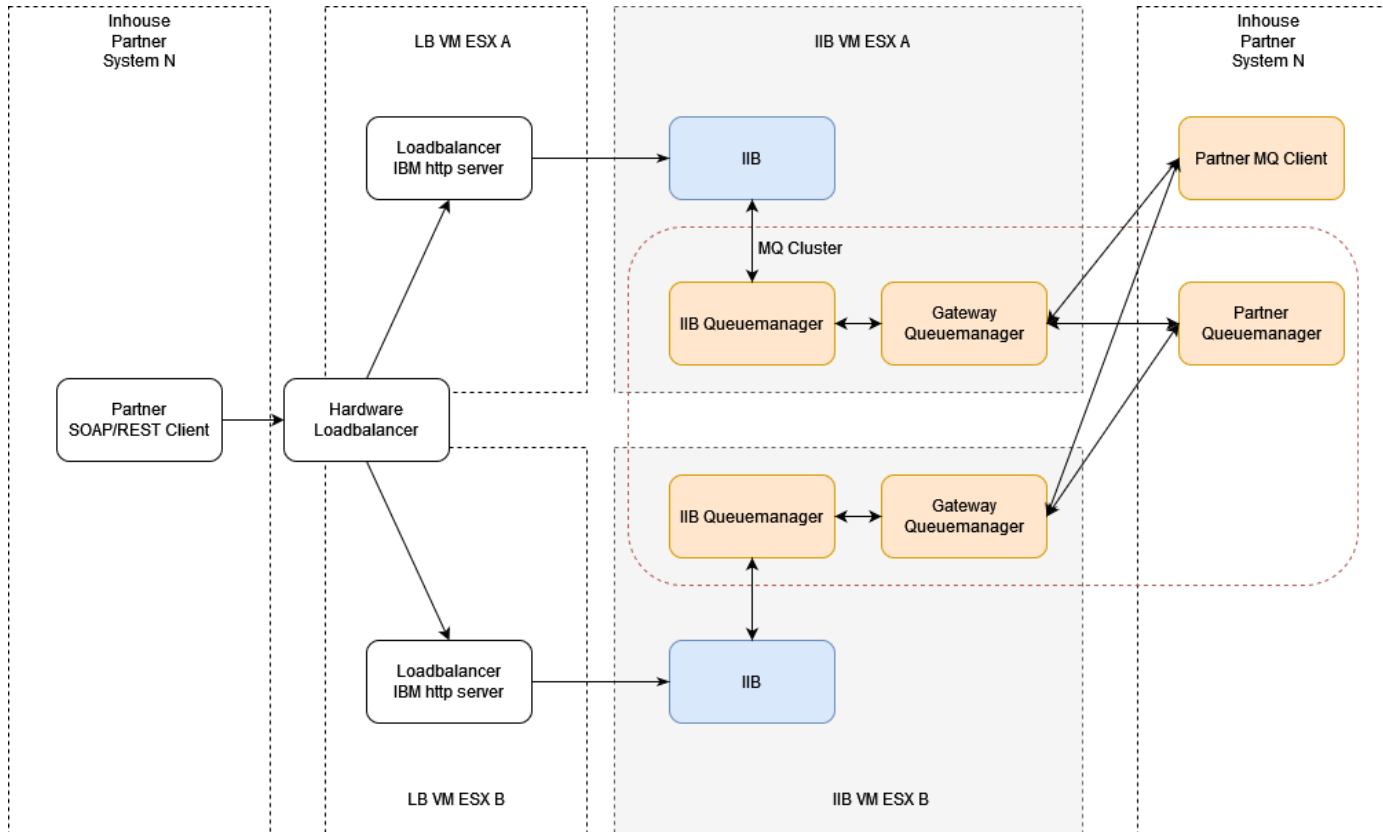 Inhouse
Partner
System N
LB VM ESX A
IIB VM ESX A
Inhouse
Partner
System N
Loadbalancer
IBM http server
IIB
Partner MQ Client
MQ Cluster
IIB Queuemanager
Gateway
Queuemanager
Partner
Queuemanager
Partner
SOAP/REST Client
Hardware
Loadbalancer
IIB Queuemanager
Gateway
Queuemanager
Loadbalancer
IBM http server
IIB
LB VM ESX B
IIB VM ESX B